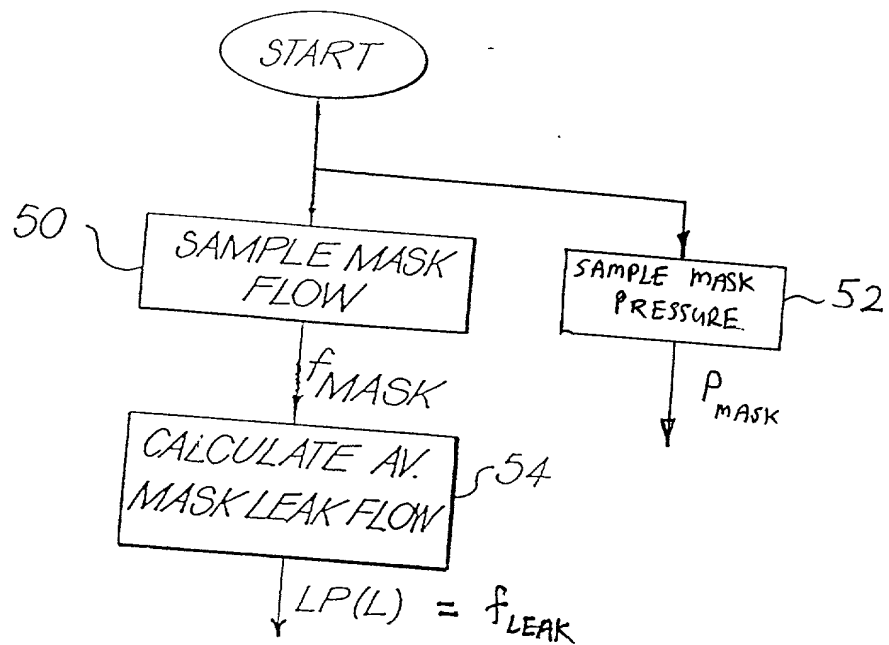 START
50
SAMPLE MASK
FLOW
SAMPLE MASK
PRESSURE
52
fMASK
PMASK
CALCULATE AV.
MASK LEAK FLOW
54
LP(L) = fLEAK